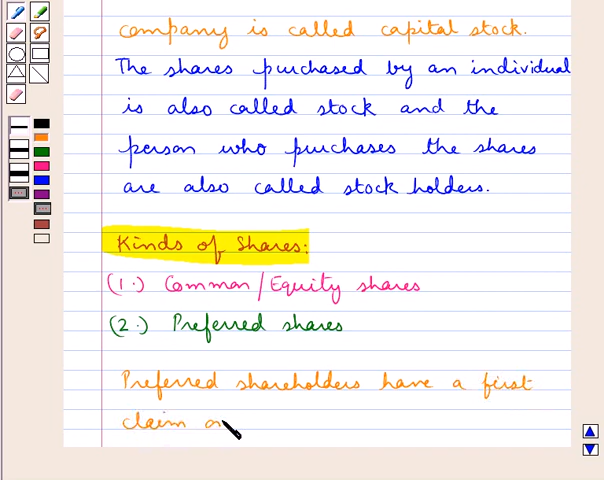 company is called capital stock.
The shares purchased by an individual
is also called stock and the
person who purchases the shares
are also called stock holders.
Kinds of Shares:
(1.) Common/Equity shares
(2.) Preferred shares
Preferred shareholders have a first
claim on